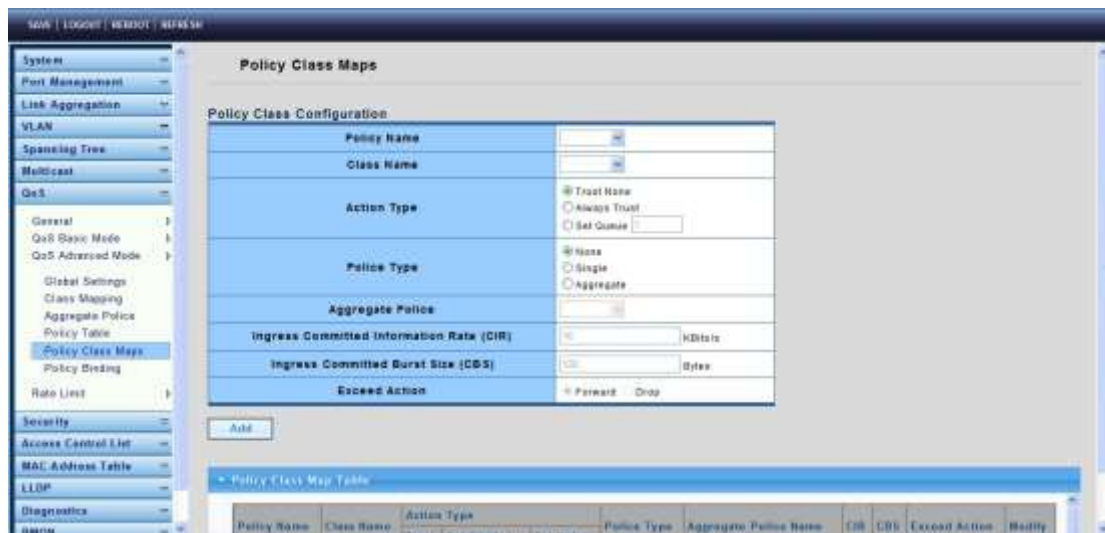 SAVE | LOGOUT | REBOOT | REFRESH
System
Port Management
Link Aggregation
VLAN
Spanning Tree
Multicast
QoS
General
QoS Basic Mode
QoS Advanced Mode
Global Settings
Class Mapping
Aggregate Police
Policy Table
Policy Class Maps
Policy Binding
Rate Limit
Security
Access Control List
MAC Address Table
LLDP
Diagnostics
RMON
Policy Class Maps
Policy Class Configuration
Policy Name
Class Name
Action Type
Trust None
Always Trust
Set Queue
Police Type
None
Single
Aggregate
Aggregate Police
Ingress Committed Information Rate (CIR)
KBits/s
Ingress Committed Burst Size (CBS)
Bytes
Exceed Action
Forward Drop
Add
Policy Class Map Table
Action Type
Policy Name Class Name Police Type Aggregate Police Name CIR CBS Exceed Action Modify